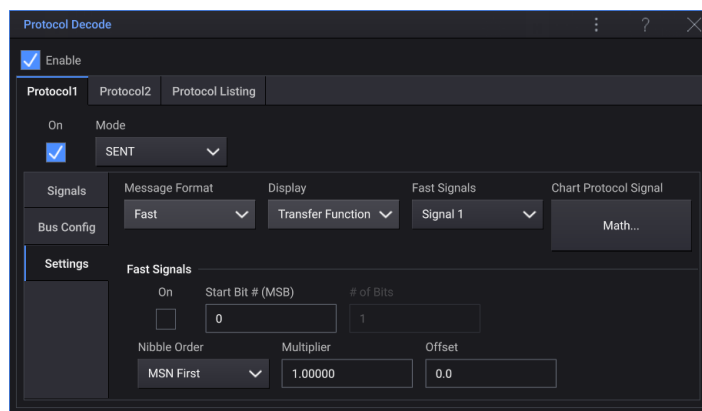 Protocol Decode
Enable
Protocol1 Protocol2 Protocol Listing
On Mode
SENT
Signals Message Format Display Fast Signals Chart Protocol Signal
Fast Transfer Function Signal 1 Math...
Bus Config
Settings
Fast Signals
On Start Bit # (MSB) # of Bits
0 1
Nibble Order Multiplier Offset
MSN First 1.00000 0.0